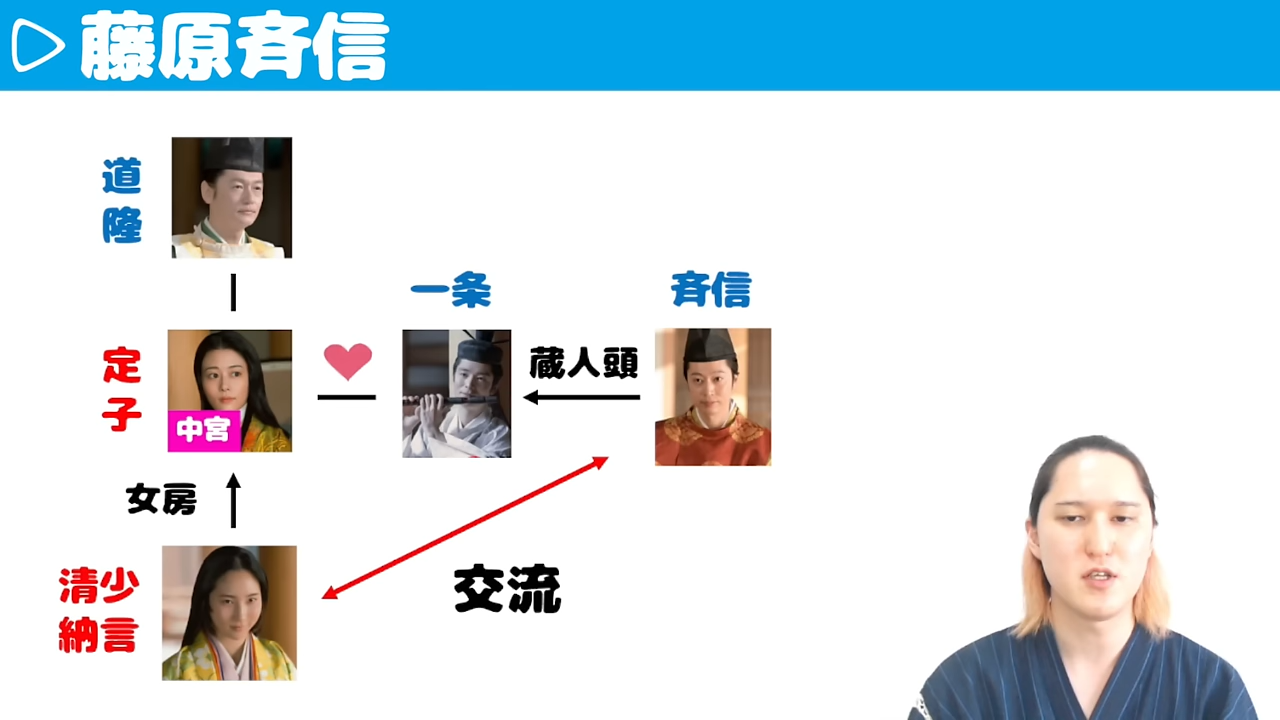 藤原斉信
道隆
一条
斉信
定子
中宮
蔵人頭
女房
清少
納言
交流